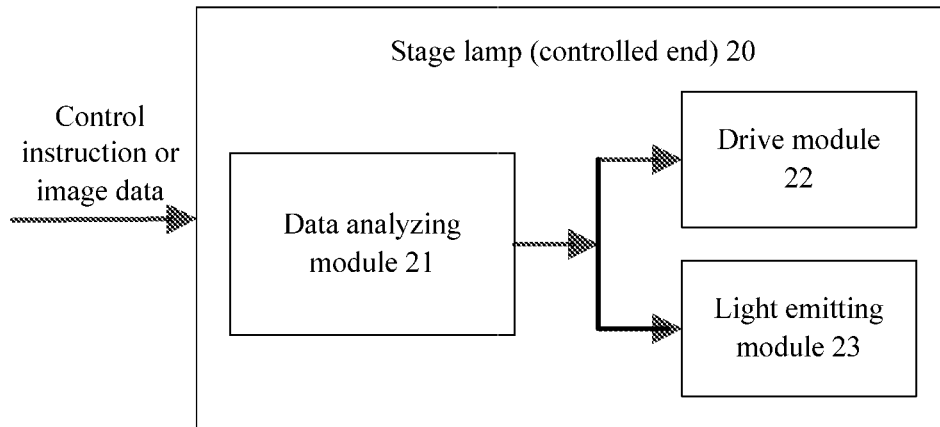 Stage lamp (controlled end) 20
Control
instruction or
image data
Data analyzing
module 21
Drive module
22
Light emitting
module 23